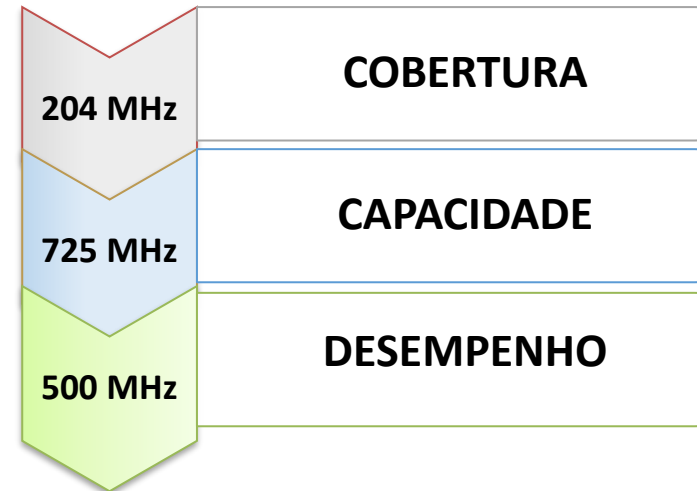 COBERTURA
204 MHz
CAPACIDADE
725 MHz
DESEMPENHO
500 MHz